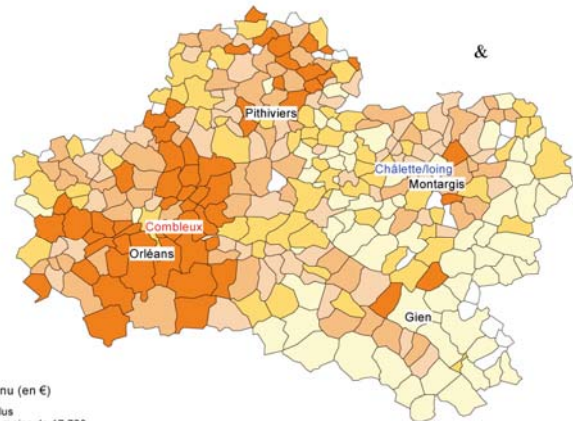 &
Pithiviers
Châlette/loing
Montargis
Combleux
Orléans
Gien
nu (en €)
lus